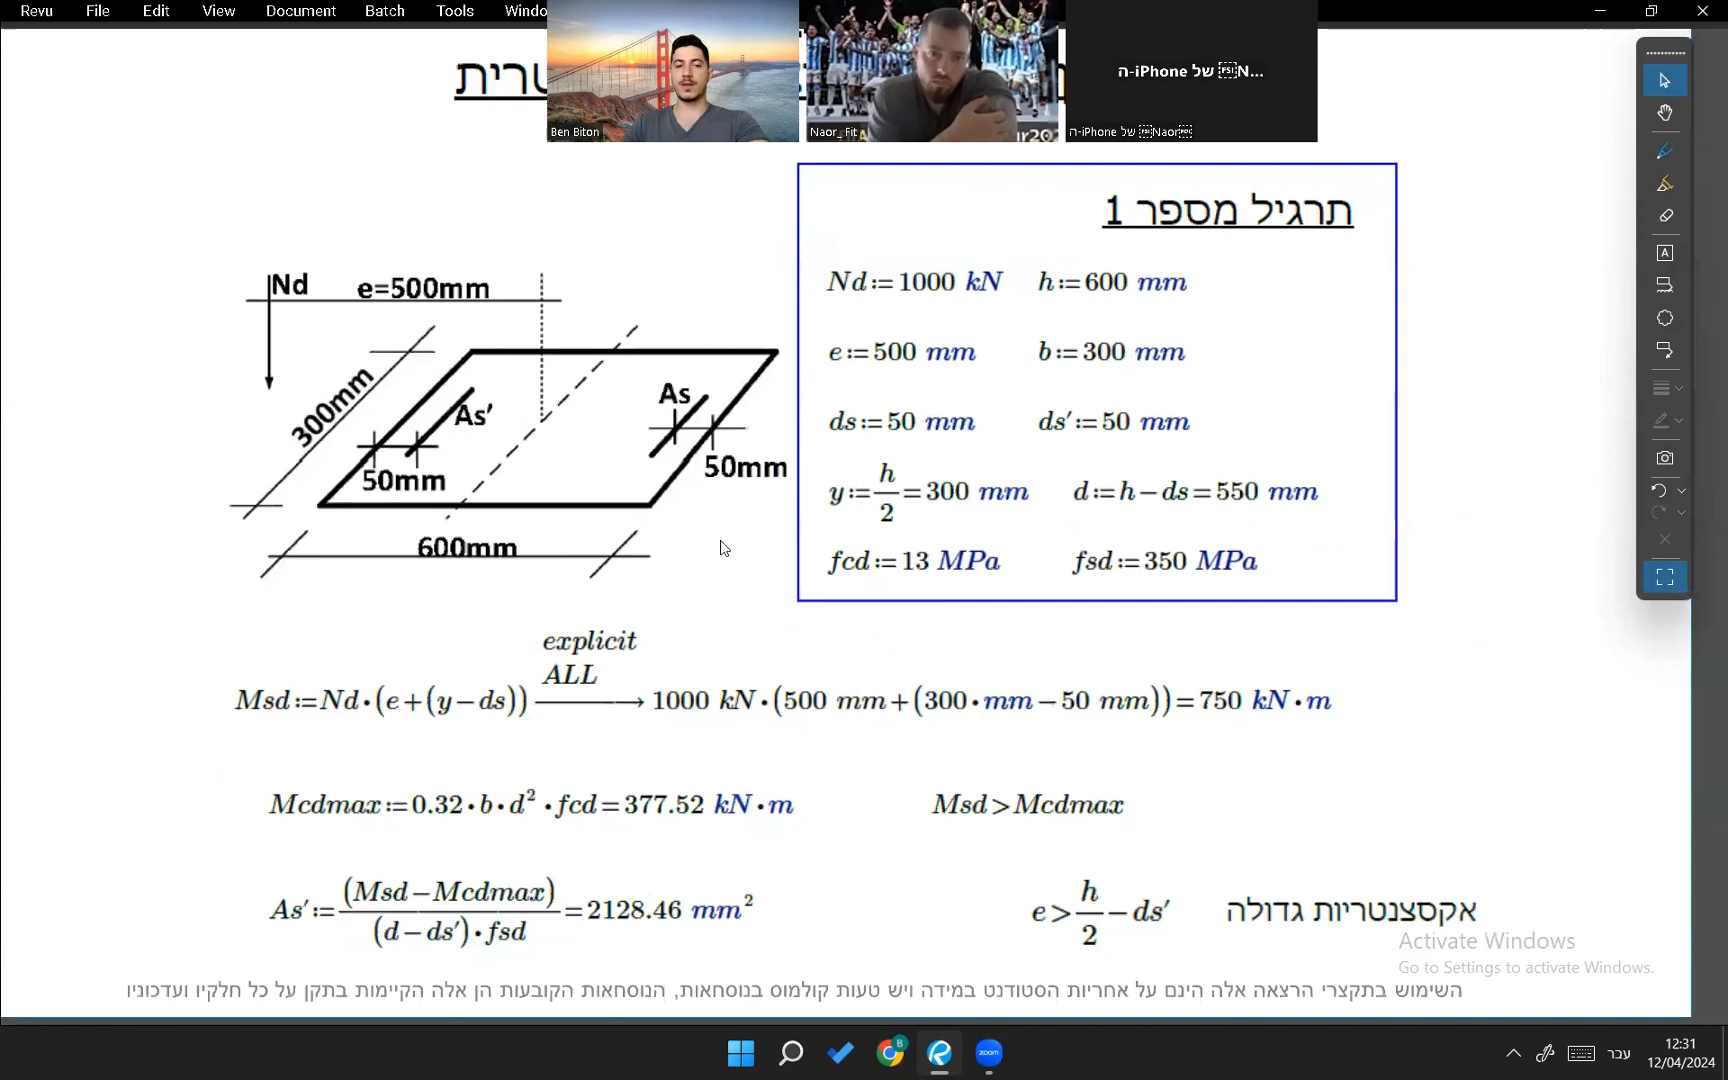 Revu File Edit View Document Batch Tools Windo
טרית
Ben Biton
Naor_Fit
ur20
ה-iPhone של N...
ה-iPhone של Naor
תרגיל מספר 1
Nd:=1000 kN h:=600 mm
e:=500 mm b:=300 mm
ds:=50 mm ds′:=50 mm
y:=h/2=300 mm d:=h−ds=550 mm
fcd:=13 MPa fsd:=350 MPa
Nd e=500mm
300mm
As'
As
50mm
50mm
600mm
explicit
ALL
Msd:=Nd·(e+(y−ds)) → 1000 kN·(500 mm+(300·mm−50 mm))=750 kN·m
Mcdmax:=0.32·b·d²·fcd=377.52 kN·m Msd>Mcdmax
As′:=(Msd−Mcdmax)/((d−ds′)·fsd)=2128.46 mm² e>h/2−ds′ אקסצנטריות גדולה
Activate Windows
Go to Settings to activate Windows.
השימוש בתקצרי הרצאה אלה הינם על אחריות הסטודנט במידה ויש טעות קולמוס בנוסחאות, הנוסחאות הקובעות הן אלה הקיימות בתקן על כל חלקיו ועדכוניו
B
zoom
עבר
12:31
12/04/2024